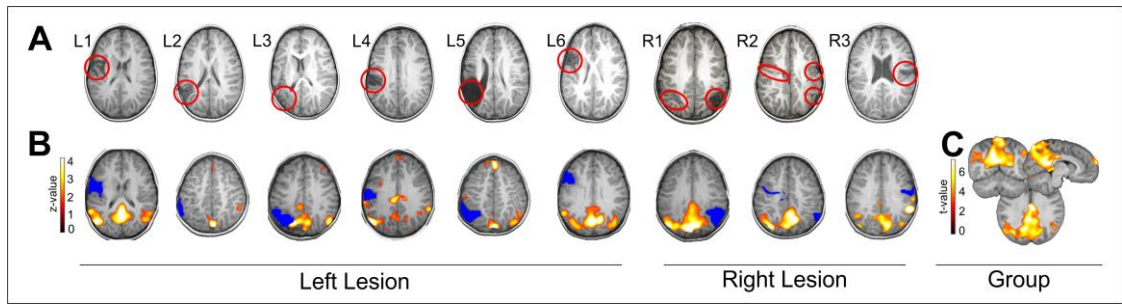 A
L1 L2 L3 L4 L5 L6 R1 R2 R3
B
z-value
4
3
2
1
0
C
t-value
6
4
2
0
Left Lesion
Right Lesion
Group